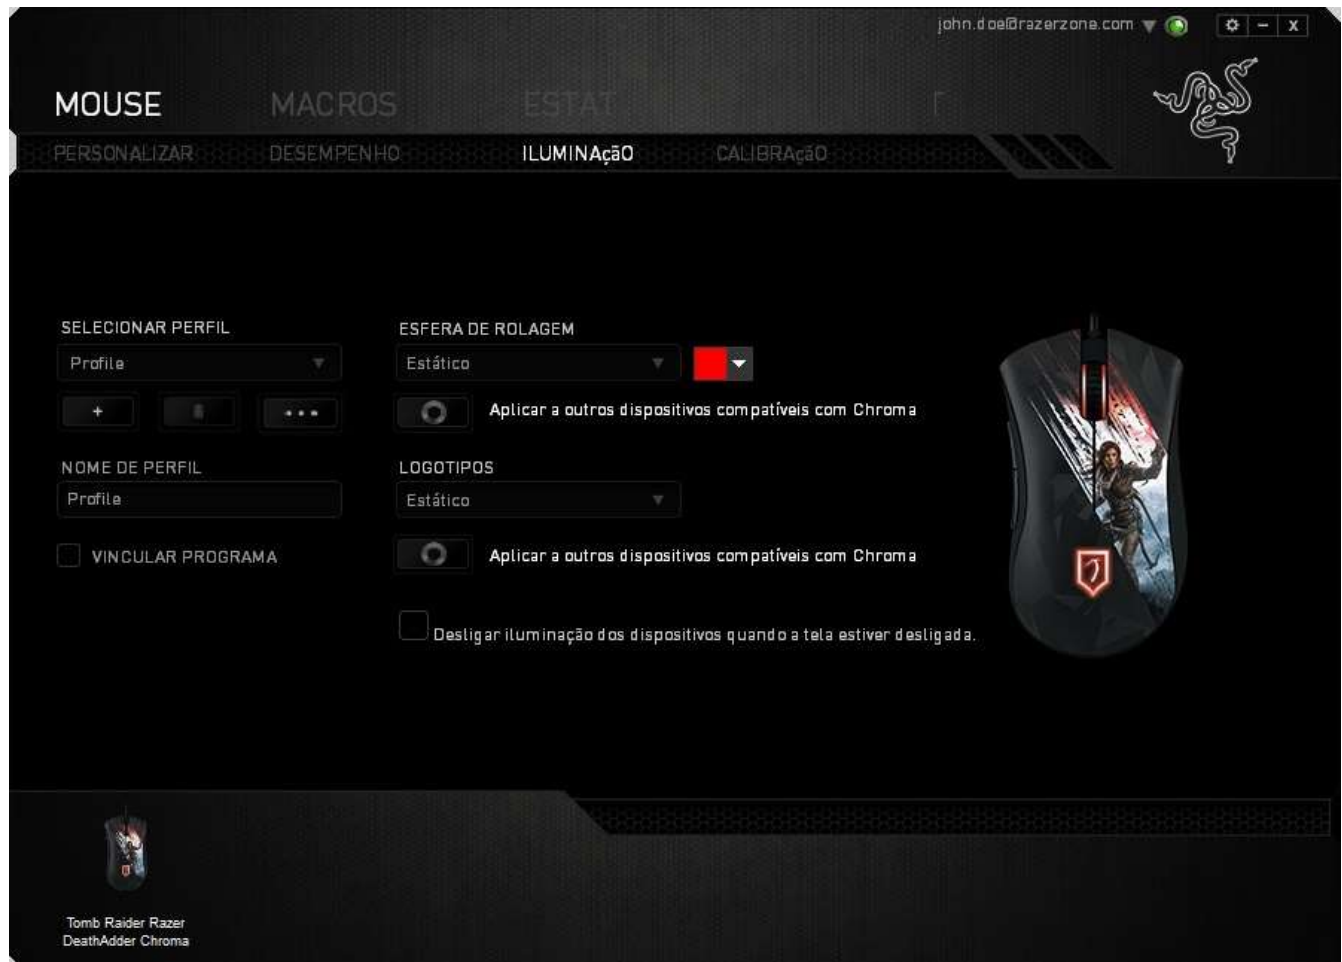 john.doe@razerzone.com
MOUSE MACROS ESTAT
PERSONALIZAR DESEMPENHO ILUMINAçãO CALIBRAçãO
SELECIONAR PERFIL
Profile
NOME DE PERFIL
Profile
VINCULAR PROGRAMA
ESFERA DE ROLAGEM
Estático
Aplicar a outros dispositivos compatíveis com Chroma
LOGOTIPOS
Estático
Aplicar a outros dispositivos compatíveis com Chroma
Desligar iluminação dos dispositivos quando a tela estiver desligada.
Tomb Raider Razer
DeathAdder Chroma